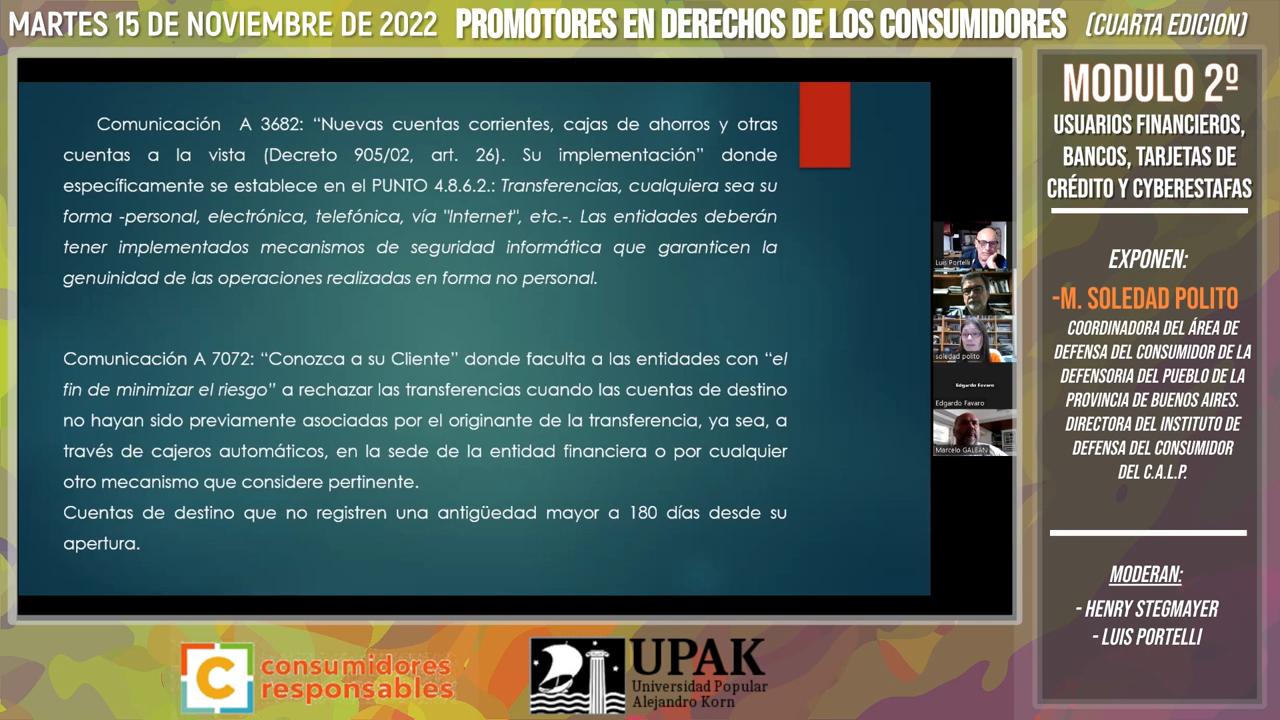 MARTES 15 DE NOVIEMBRE DE 2022 PROMOTORES EN DERECHOS DE LOS CONSUMIDORES (CUARTA EDICION)
Comunicación A 3682: “Nuevas cuentas corrientes, cajas de ahorros y otras
cuentas a la vista (Decreto 905/02, art. 26). Su implementación” donde
específicamente se establece en el PUNTO 4.8.6.2.: Transferencias, cualquiera sea su
forma -personal, electrónica, telefónica, vía "Internet", etc.-. Las entidades deberán
tener implementados mecanismos de seguridad informática que garanticen la
genuinidad de las operaciones realizadas en forma no personal.
Comunicación A 7072: “Conozca a su Cliente” donde faculta a las entidades con “el
fin de minimizar el riesgo” a rechazar las transferencias cuando las cuentas de destino
no hayan sido previamente asociadas por el originante de la transferencia, ya sea, a
través de cajeros automáticos, en la sede de la entidad financiera o por cualquier
otro mecanismo que considere pertinente.
Cuentas de destino que no registren una antigüedad mayor a 180 días desde su
apertura.
Luis Portelli
soledad polito
Edgardo Favaro
Edgardo Favaro
Marcelo GALEAN
MODULO 2º
USUARIOS FINANCIEROS,
BANCOS, TARJETAS DE
CRÉDITO Y CYBERESTAFAS
EXPONEN:
-M. SOLEDAD POLITO
COORDINADORA DEL ÁREA DE
DEFENSA DEL CONSUMIDOR DE LA
DEFENSORIA DEL PUEBLO DE LA
PROVINCIA DE BUENOS AIRES.
DIRECTORA DEL INSTITUTO DE
DEFENSA DEL CONSUMIDOR
DEL C.A.L.P.
MODERAN:
- HENRY STEGMAYER
- LUIS PORTELLI
C consumidores
responsables
UPAK
Universidad Popular
Alejandro Korn